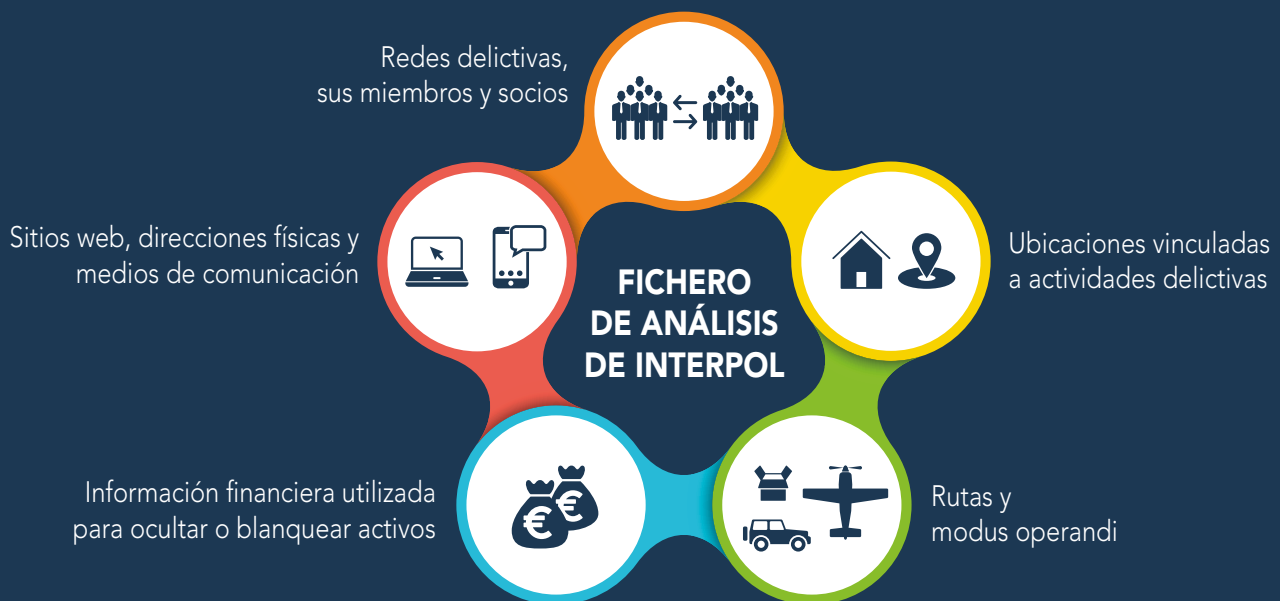 Redes delictivas,
sus miembros y socios
Sitios web, direcciones físicas y
medios de comunicación
Ubicaciones vinculadas
a actividades delictivas
FICHERO
DE ANÁLISIS
DE INTERPOL
Información financiera utilizada
para ocultar o blanquear activos
Rutas y
modus operandi